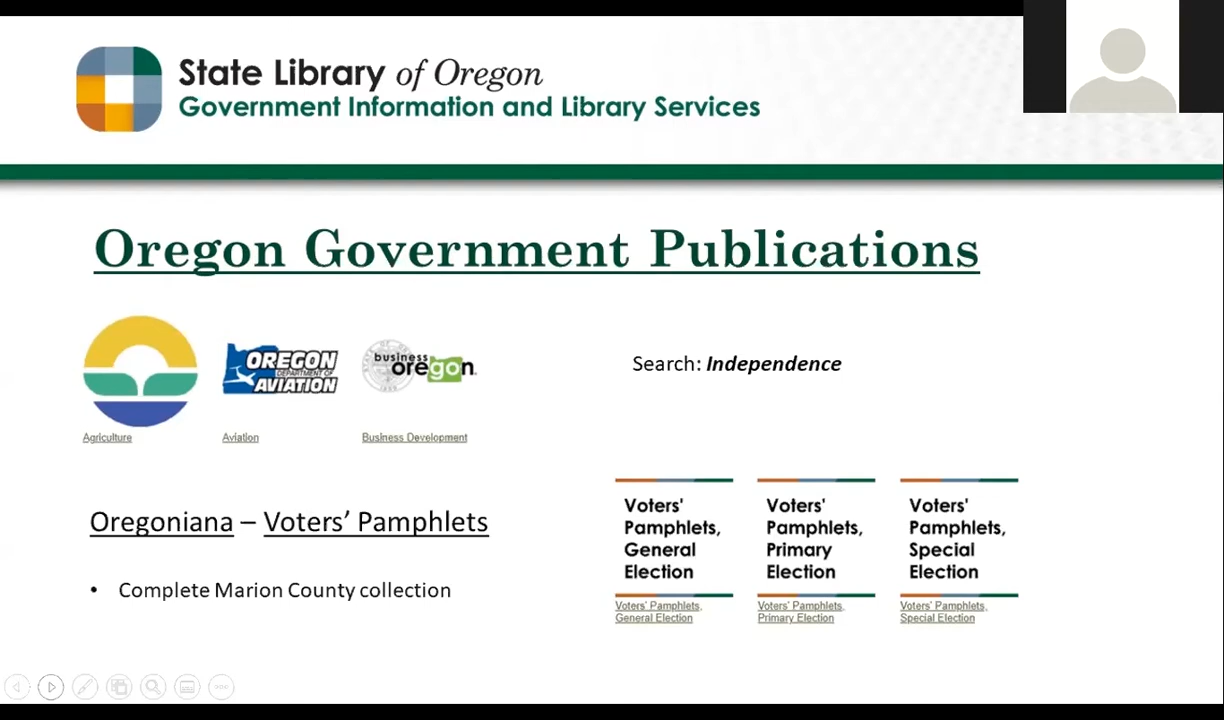 State Library of Oregon
Government Information and Library Services
Oregon Government Publications
OREGON
DEPARTMENT OF
AVIATION
business
oregon.
Agriculture
Aviation
Business Development
Search: Independence
Oregoniana – Voters’ Pamphlets
• Complete Marion County collection
Voters'
Pamphlets,
General
Election
Voters' Pamphlets,
General Election
Voters'
Pamphlets,
Primary
Election
Voters' Pamphlets,
Primary Election
Voters'
Pamphlets,
Special
Election
Voters' Pamphlets,
Special Election